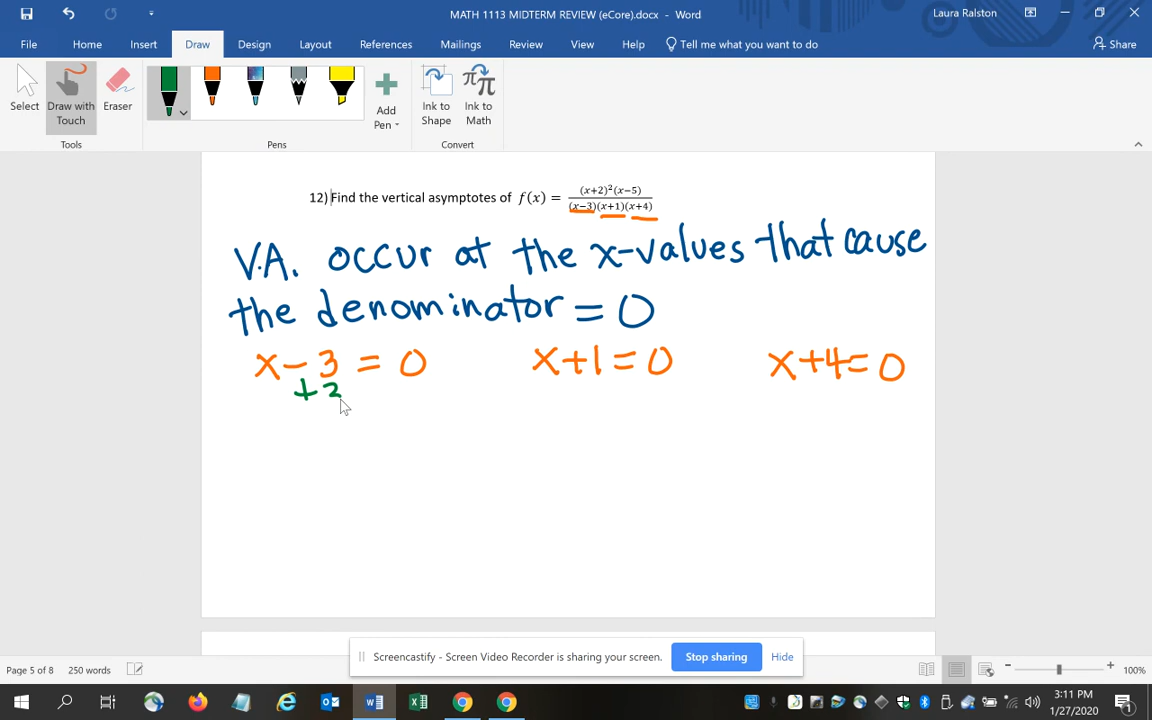 MATH 1113 MIDTERM REVIEW (eCore).docx - Word
Laura Ralston
File Home Insert Draw Design Layout References Mailings Review View Help Tell me what you want to do Share
Select
Draw with Touch
Eraser
Add Pen
Ink to Shape
Ink to Math
Tools
Pens
Convert
12) Find the vertical asymptotes of f(x) = \frac{(x+2)^2(x-5)}{(x-3)(x+1)(x+4)}
V.A. occur at the x-values that cause
the denominator = 0
x - 3 = 0 x + 1 = 0 x + 4 = 0
Screencastify - Screen Video Recorder is sharing your screen. Stop sharing Hide
Page 5 of 8 250 words
100%
3:11 PM
1/27/2020